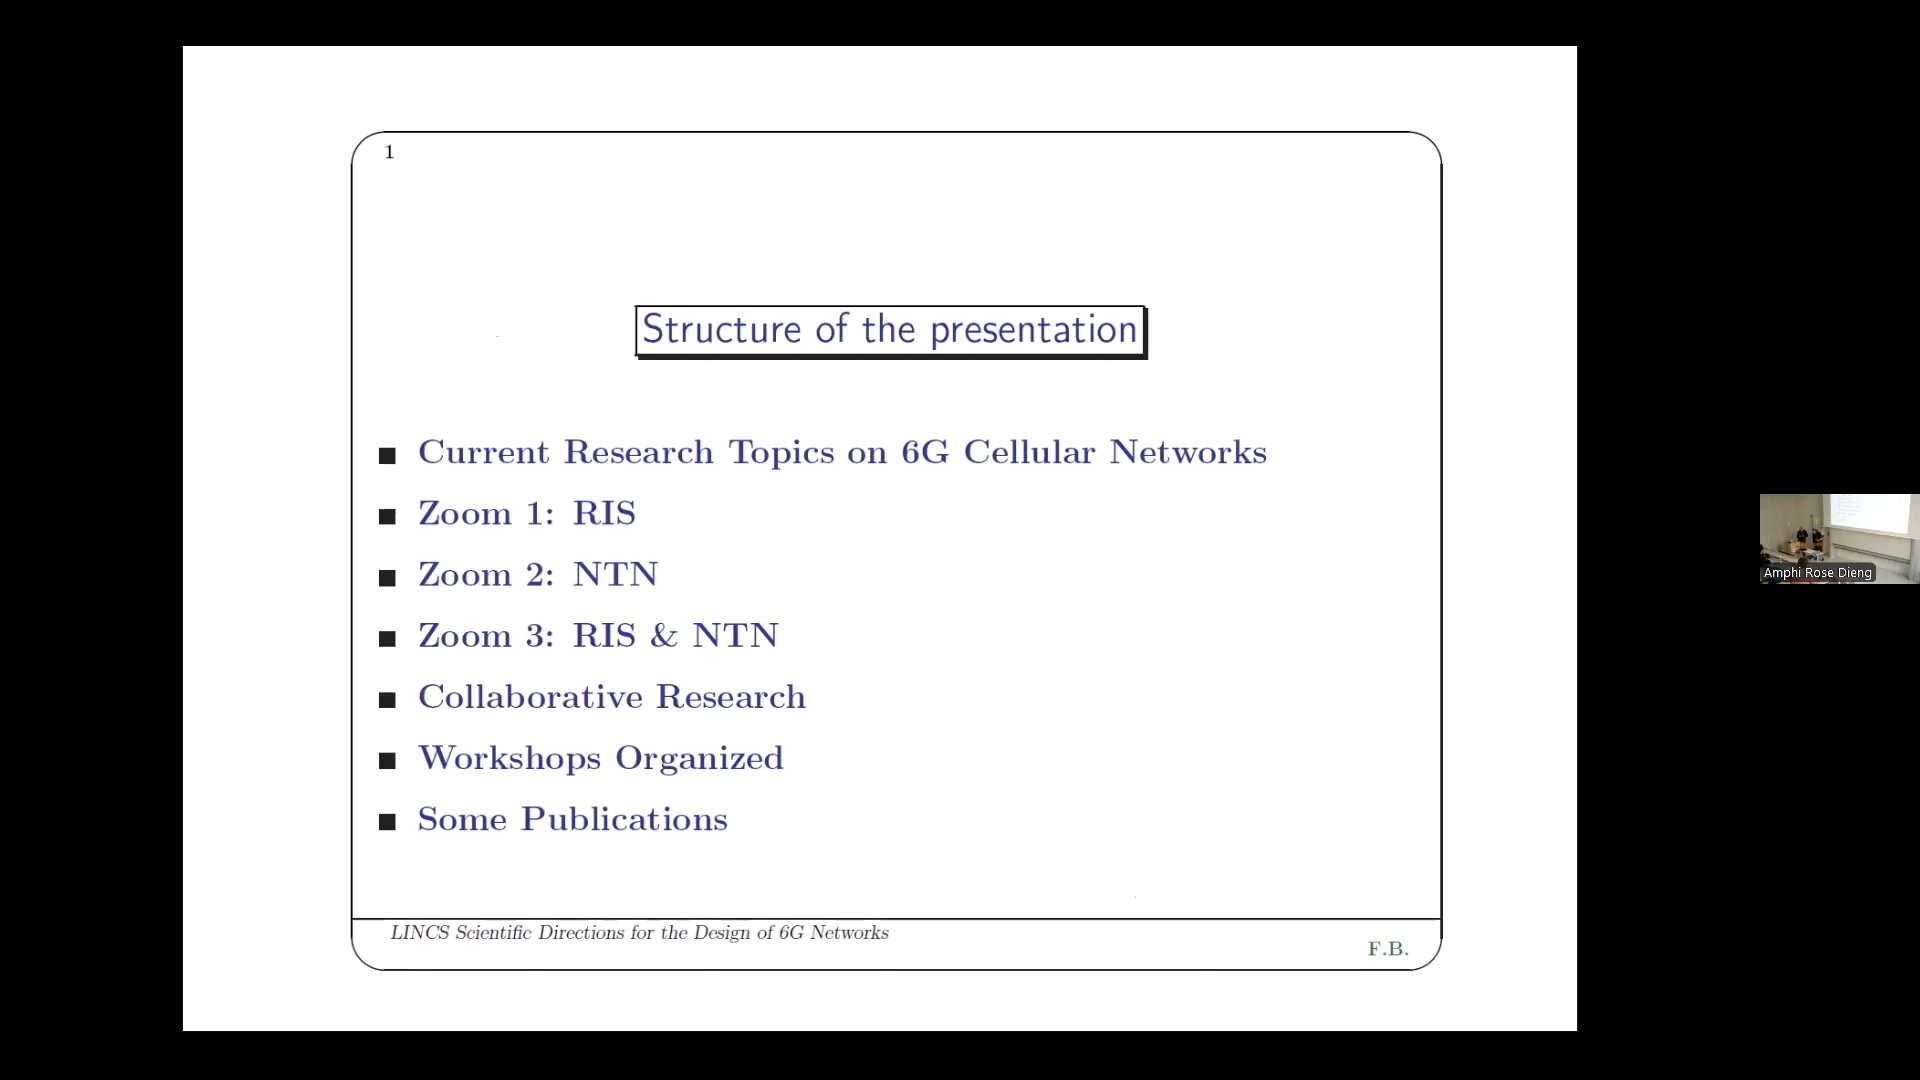 1
Structure of the presentation
Current Research Topics on 6G Cellular Networks
Zoom 1: RIS
Zoom 2: NTN
Zoom 3: RIS & NTN
Collaborative Research
Workshops Organized
Some Publications
LINCS Scientific Directions for the Design of 6G Networks
F.B.
Amphi Rose Dieng